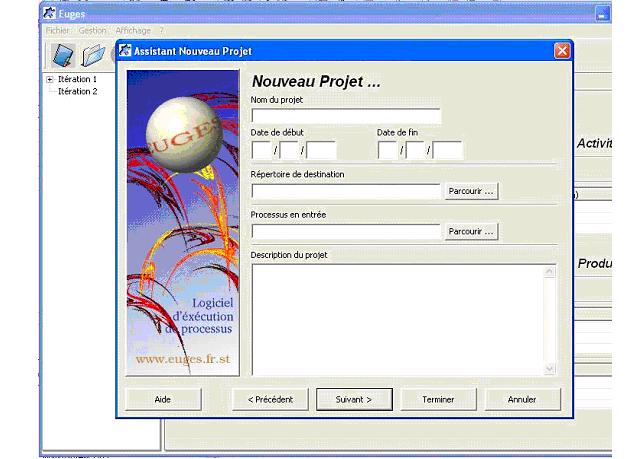 Euges
Fichier Gestion Affichage ?
Assistant Nouveau Projet
Itération 1
Itération 2
EUGES
Nouveau Projet ...
Nom du projet
Date de début
Date de fin
/ /
/ /
Répertoire de destination
Parcourir ...
Processus en entrée
Parcourir ...
Description du projet
Logiciel
d'éxécution
de processus
www.euges.fr.st
Aide
< Précédent
Suivant >
Terminer
Annuler
Activit
Produ